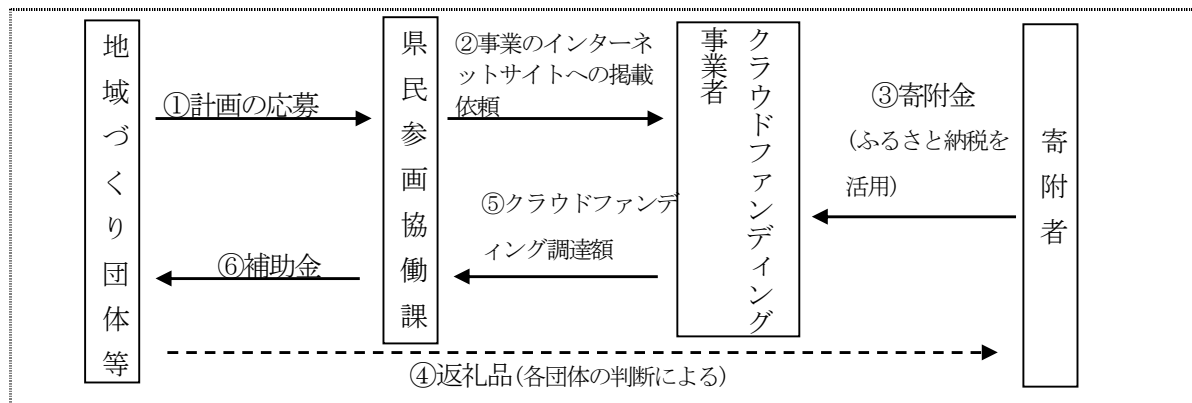 地域づくり団体等
①計画の応募
県民参画協働課
②事業のインターネ
ットサイトへの掲載
依頼
クラウドファンディング
事業者
③寄附金
(ふるさと納税を
活用)
寄附者
⑤クラウドファンデ
ィング調達額
⑥補助金
④返礼品(各団体の判断による)